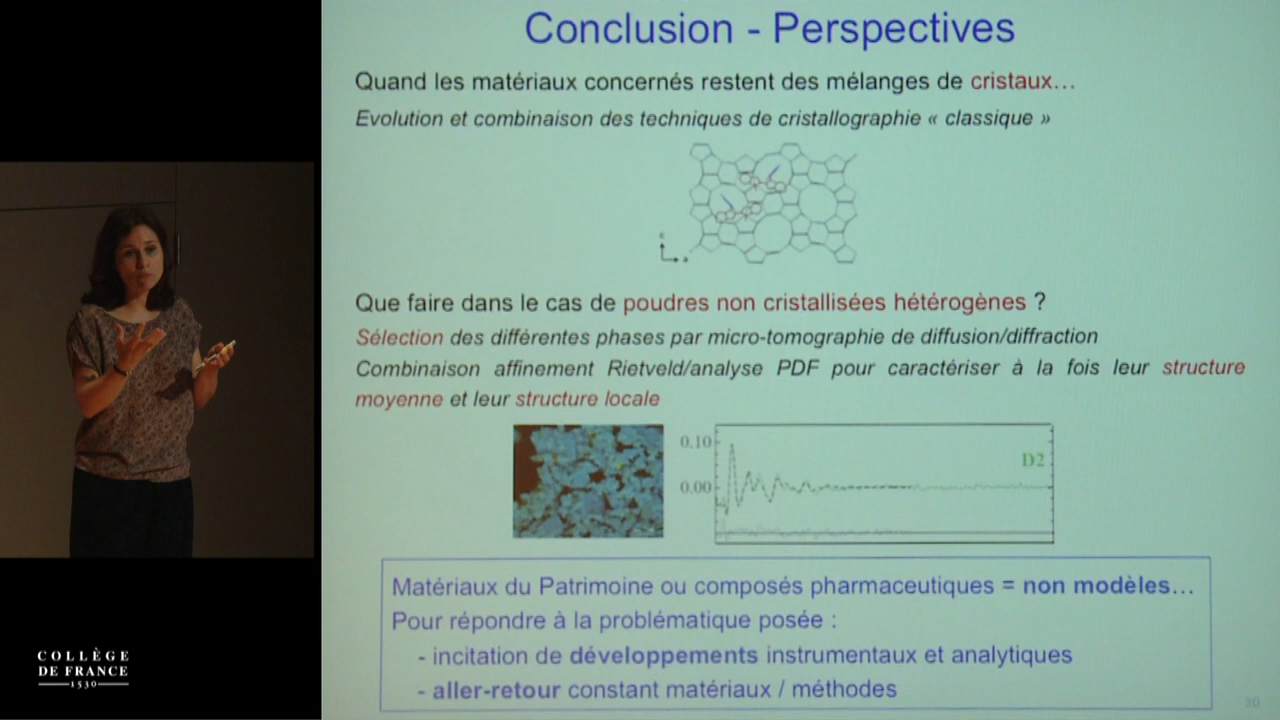 Conclusion - Perspectives
Quand les matériaux concernés restent des mélanges de cristaux...
Evolution et combinaison des techniques de cristallographie « classique »
c
a
Que faire dans le cas de poudres non cristallisées hétérogènes ?
Sélection des différentes phases par micro-tomographie de diffusion/diffraction
Combinaison affinement Rietveld/analyse PDF pour caractériser à la fois leur structure
moyenne et leur structure locale
0.10
0.00
D2
Matériaux du Patrimoine ou composés pharmaceutiques = non modèles...
Pour répondre à la problématique posée :
- incitation de développements instrumentaux et analytiques
- aller-retour constant matériaux / méthodes
30
COLLÈGE
DE FRANCE
1530